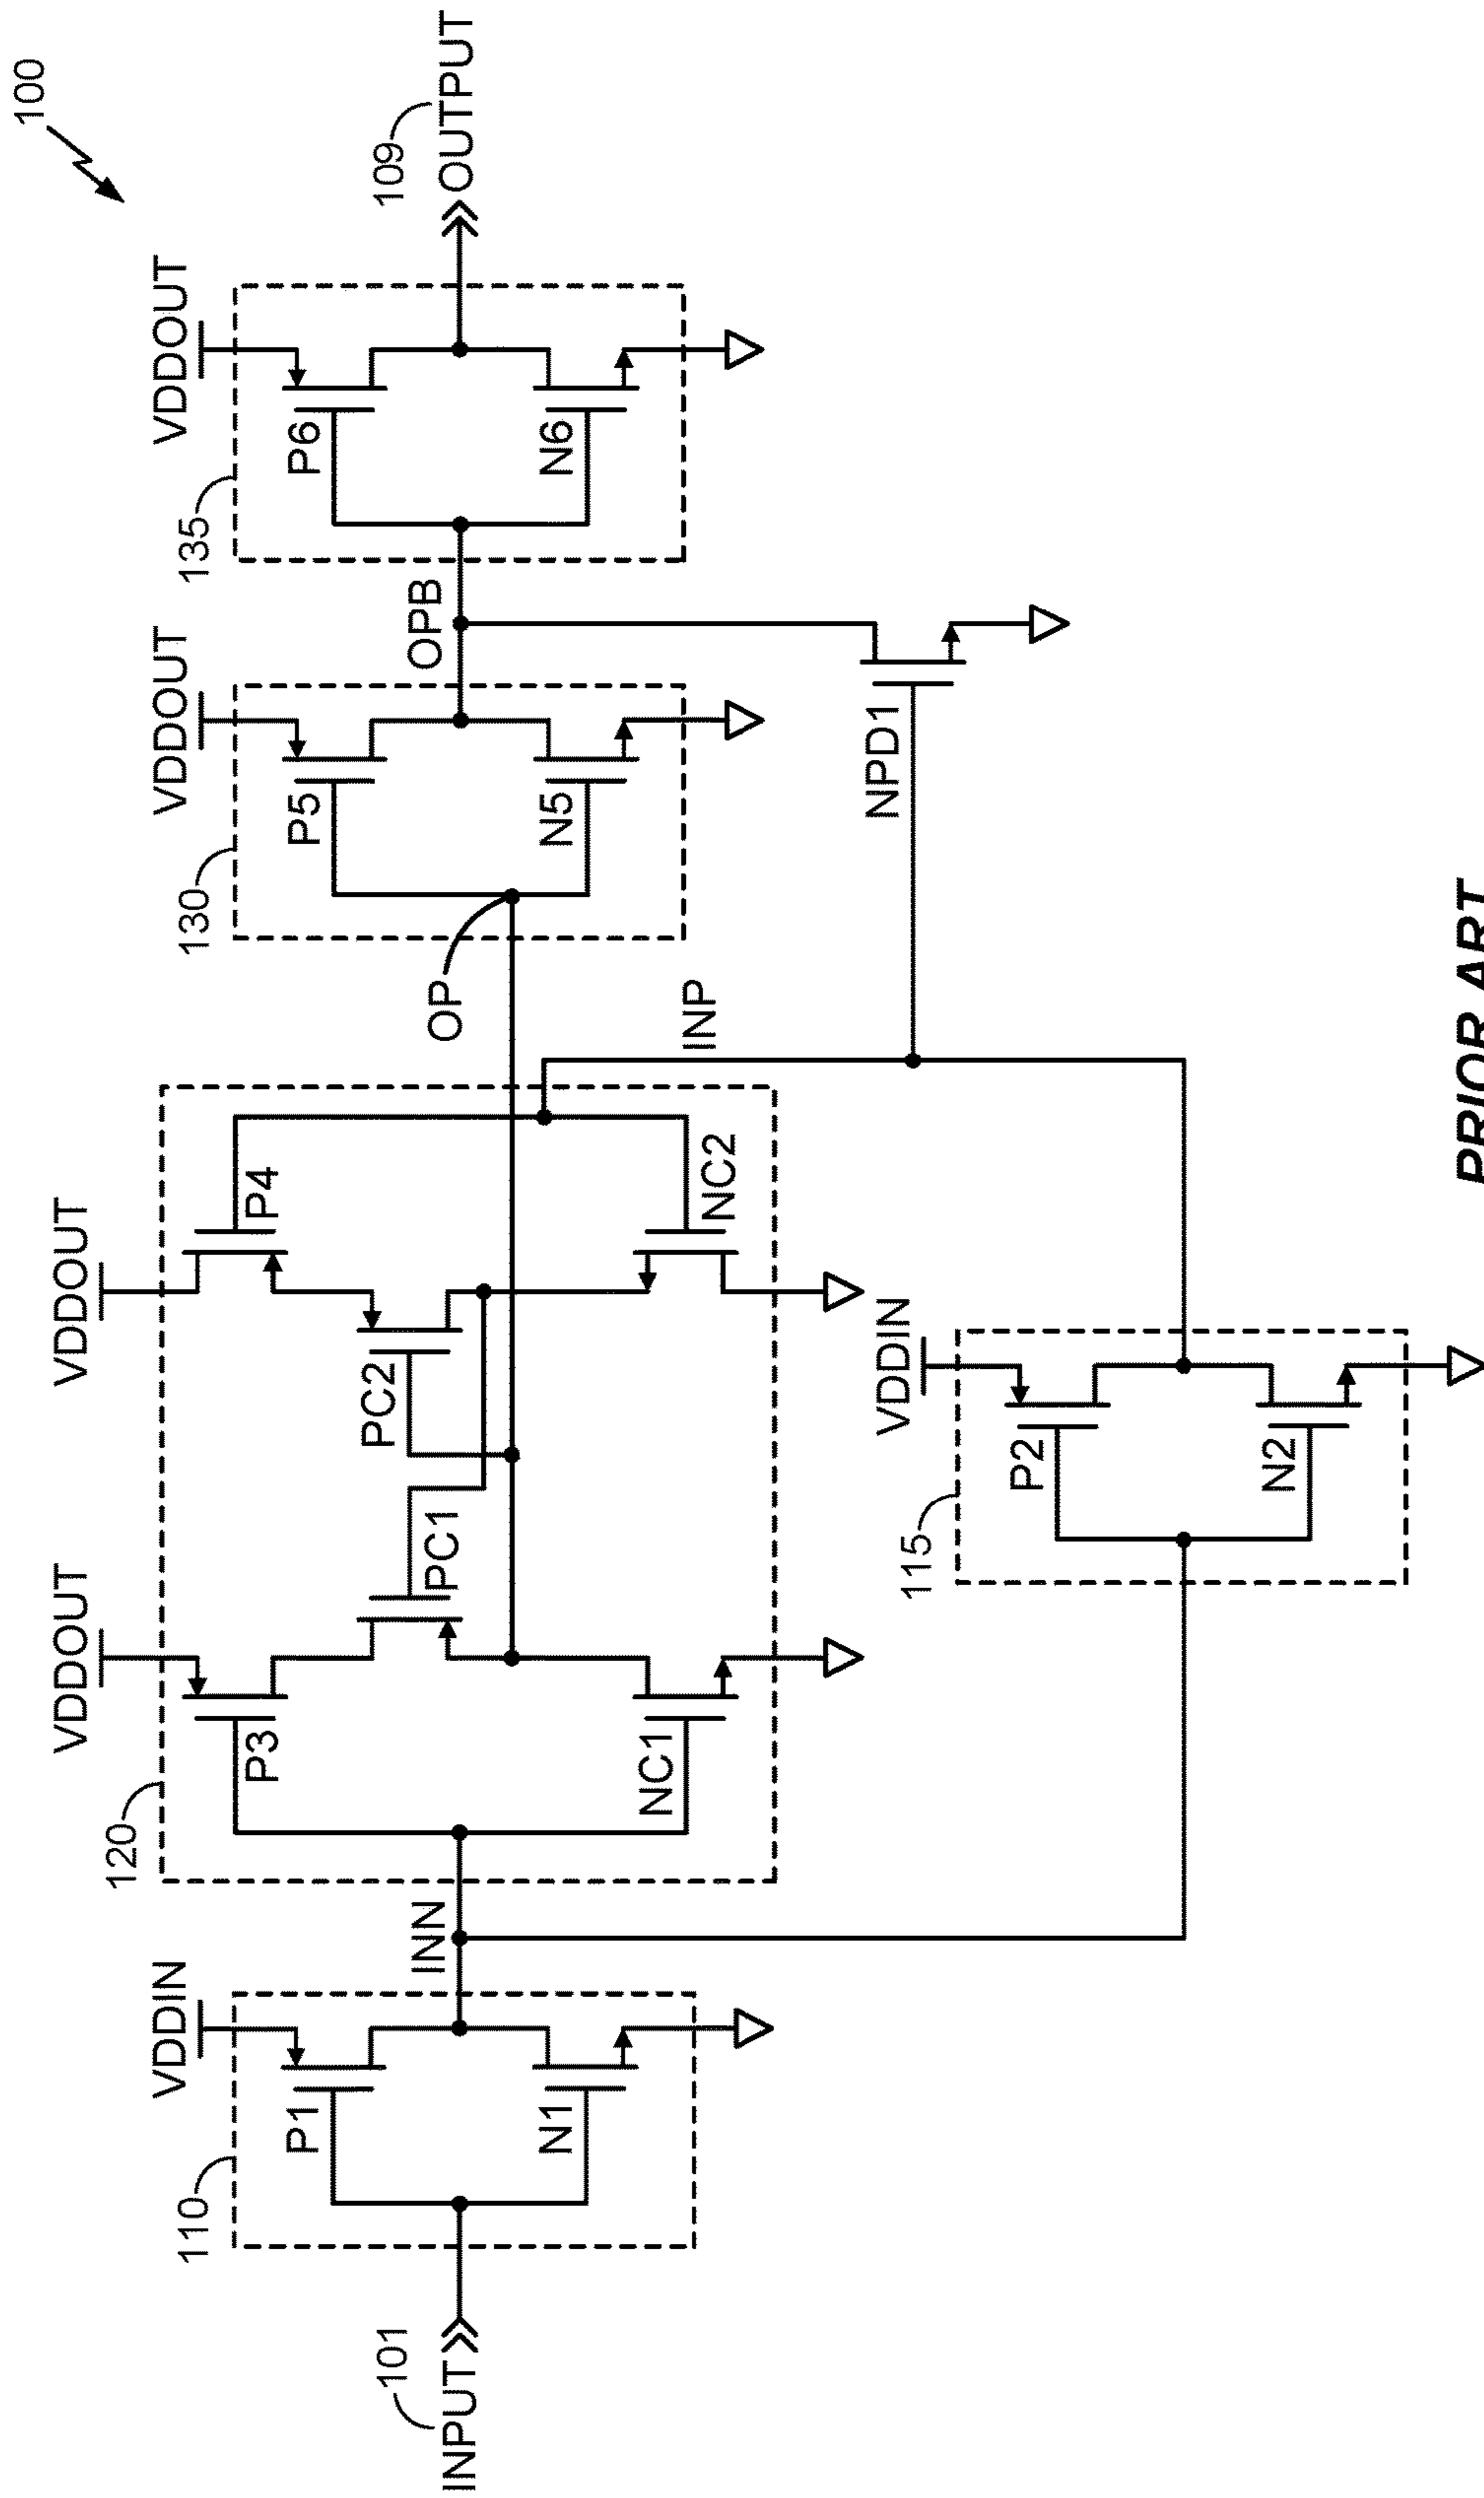 100
VDDOUT
VDDOUT
VDDIN
VDDOUT
VDDOUT
120
110
130
135
P3
P4
P1
P5
P6
PC1
PC2
109
101
INPUT
INN
OP
OPB
OUTPUT
N1
N5
N6
NC1
NC2
INP
VDDIN
NPD1
115
P2
N2
PRIOR ART